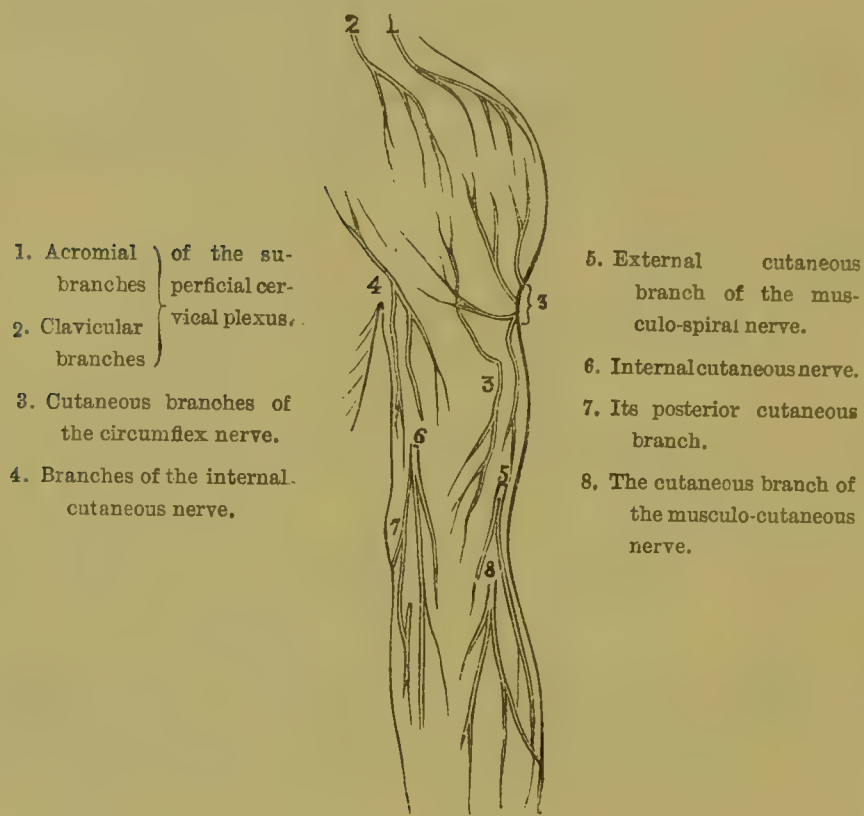 2 1
1. Acromial branches } of the su-
perficial cer-
vical plexus.
2. Clavicular
branches
3. Cutaneous branches of
the circumflex nerve.
4. Branches of the internal
cutaneous nerve.
4
3
3
6
5
7
8
5. External cutaneous
branch of the mus-
culo-spiral nerve.
6. Internal cutaneous nerve.
7. Its posterior cutaneous
branch.
8. The cutaneous branch of
the musculo-cutaneous
nerve.